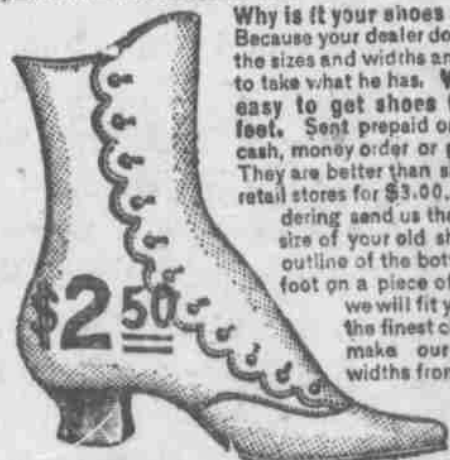 Why is it your shoes
Because your dealer do
the sizes and widths an
to take what he has.
easy to get shoes
feet. Sent prepaid o
cash, money order or
They are better than s
retail stores for $3.00.
dering send us the
size of your old sh
outline of the bott
foot on a piece of
we will fit y
the finest c
make our
widths from
$2 50